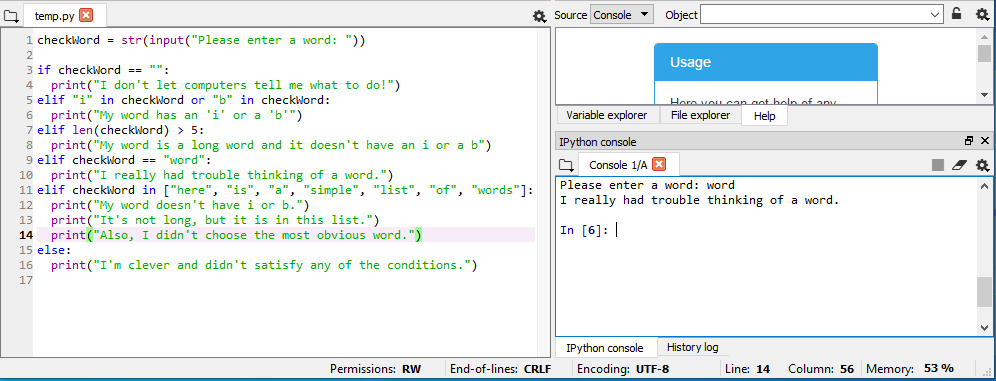 temp.py
1 checkWord = str(input("Please enter a word: "))
2
3 if checkWord == "":
4 print("I don't let computers tell me what to do!")
5 elif "i" in checkWord or "b" in checkWord:
6 print("My word has an 'i' or a 'b'")
7 elif len(checkWord) > 5:
8 print("My word is a long word and it doesn't have an i or a b")
9 elif checkWord == "word":
10 print("I really had trouble thinking of a word.")
11 elif checkWord in ["here", "is", "a", "simple", "list", "of", "words"]:
12 print("My word doesn't have i or b.")
13 print("It's not long, but it is in this list.")
14 print("Also, I didn't choose the most obvious word.")
15 else:
16 print("I'm clever and didn't satisfy any of the conditions.")
17
Source Console Object
Usage
Here you can get help of any
Variable explorer File explorer Help
IPython console
Console 1/A
Please enter a word: word
I really had trouble thinking of a word.
In [6]:
IPython console History log
Permissions: RW End-of-lines: CRLF Encoding: UTF-8 Line: 14 Column: 56 Memory: 53 %